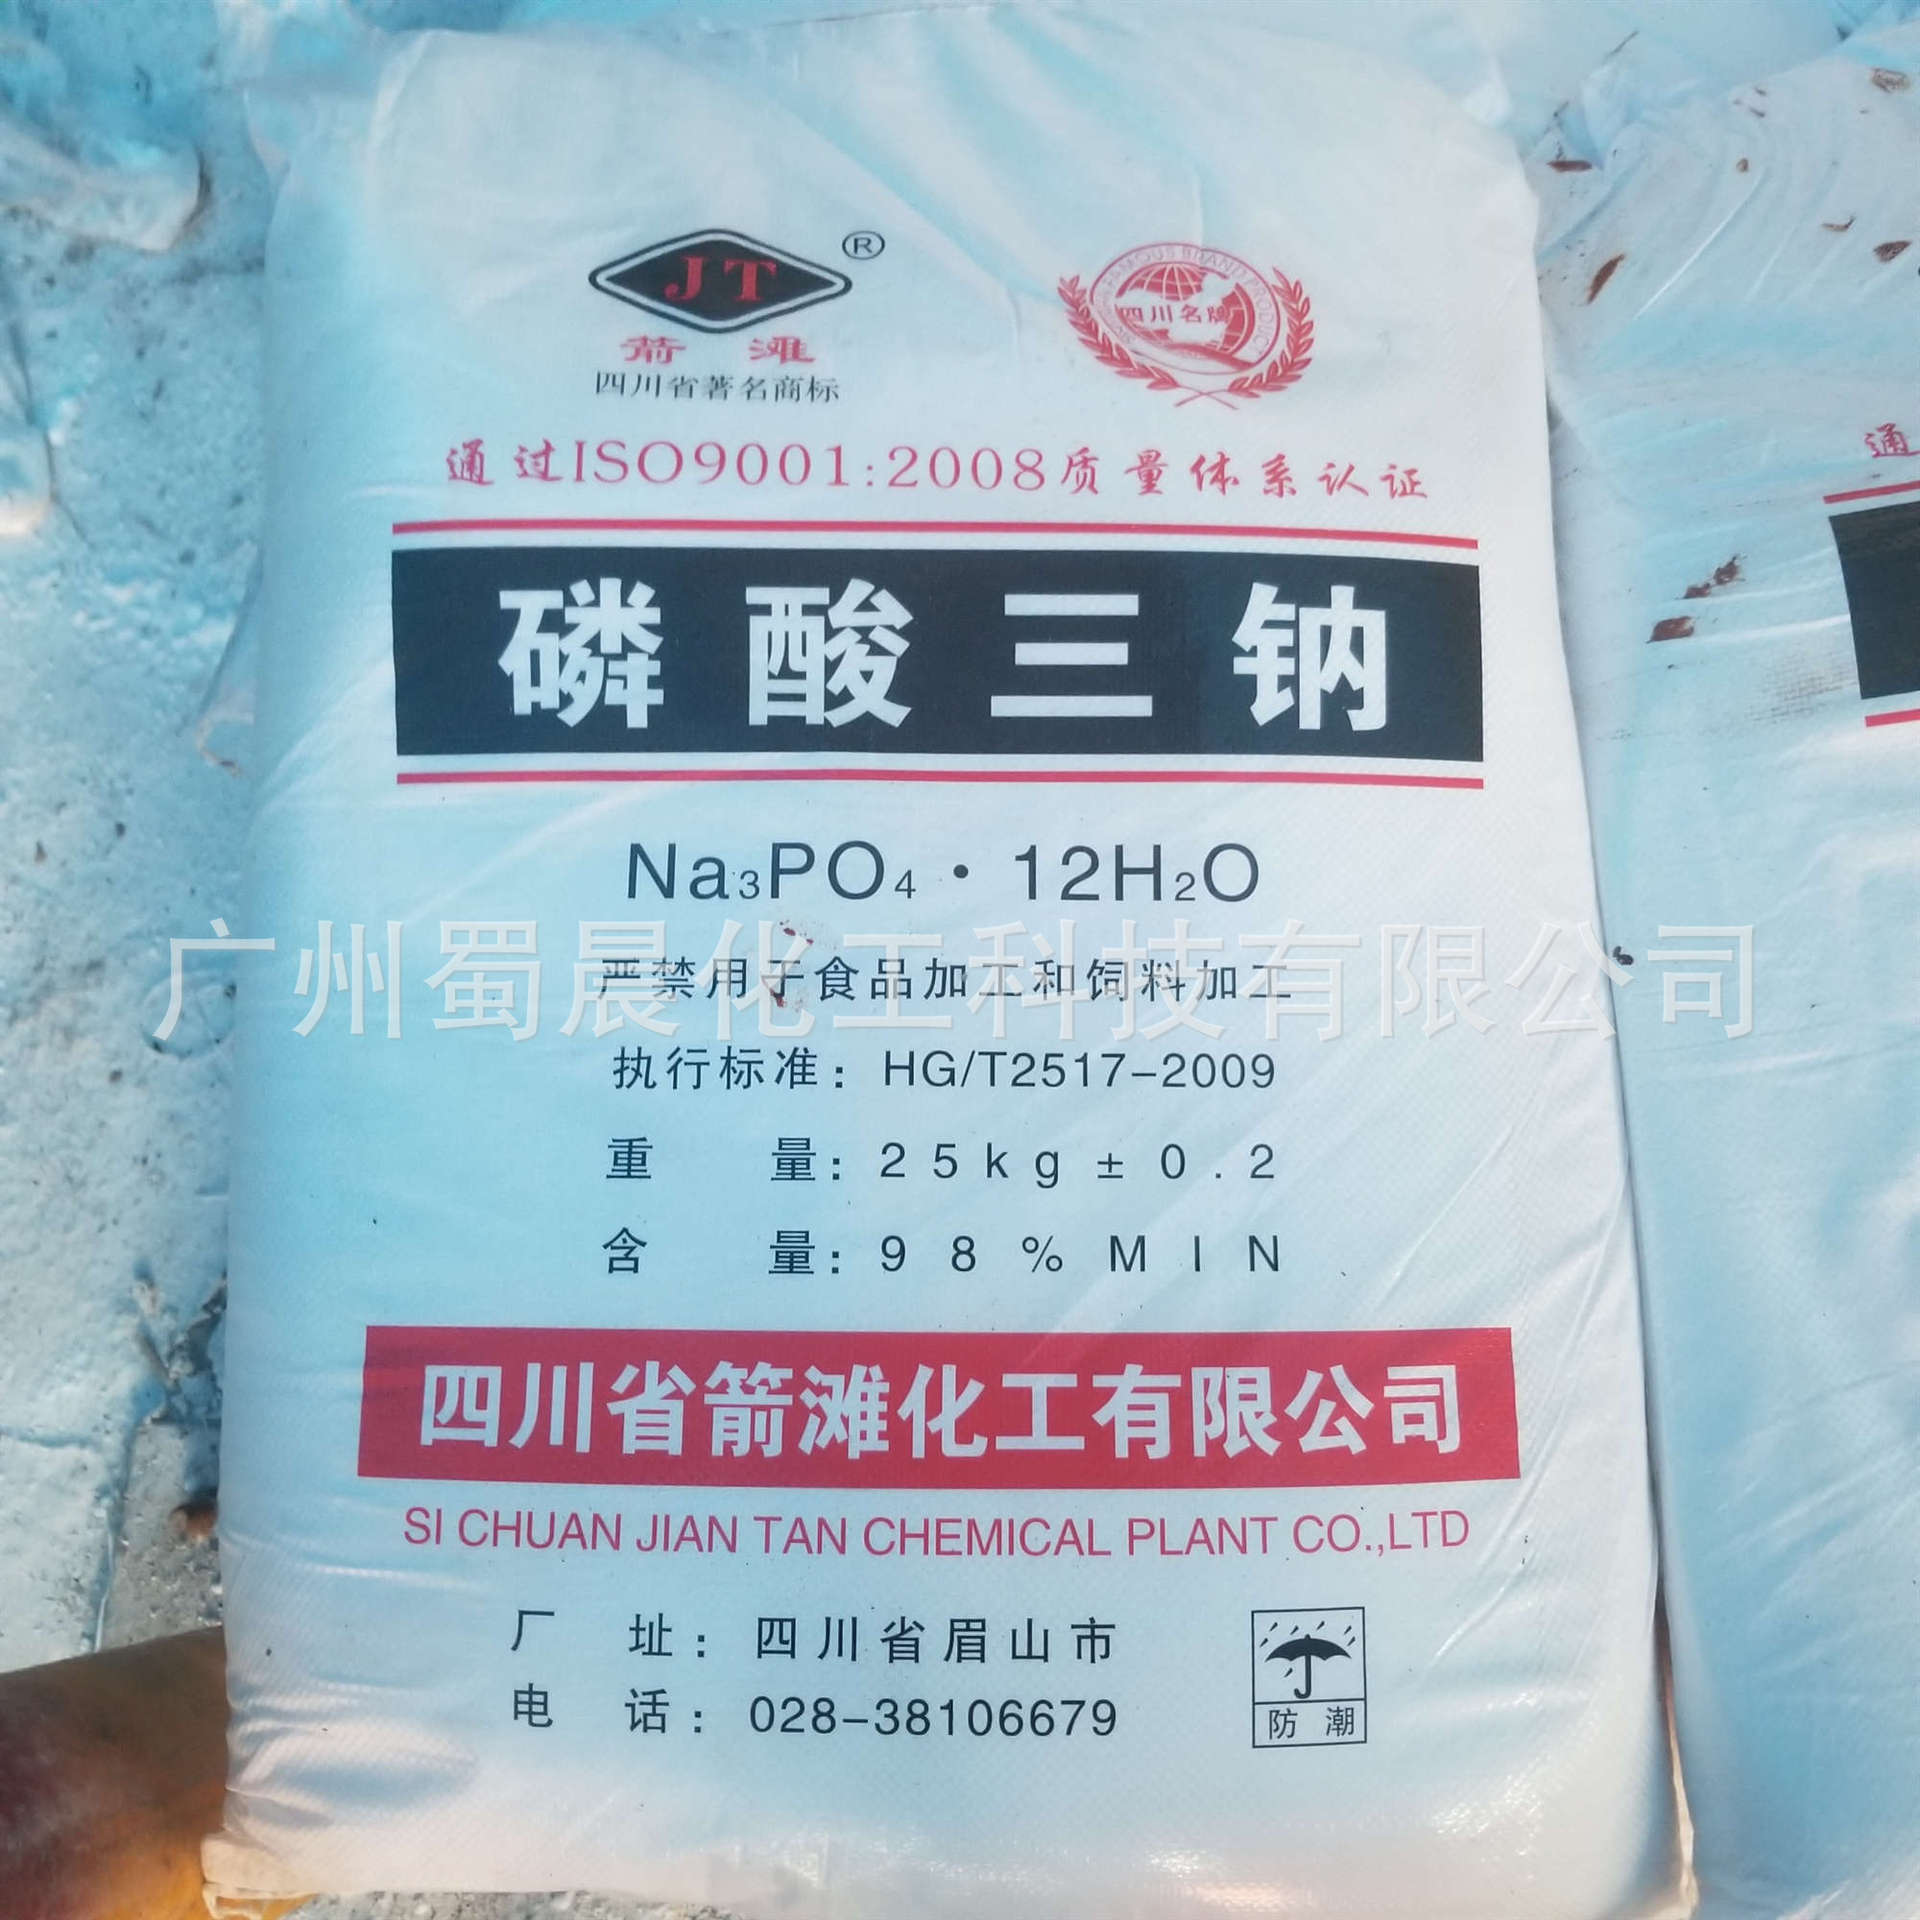 JT®
箭滩
四川省著名商标
FAMOUS BRAND PRODUCT
四川名牌
通过ISO9001:2008质量体系认证
通
磷酸三钠
Na₃PO₄·12H₂O
广州蜀晨化工科技有限公司
严禁用于食品加工和饲料加工
执行标准：HG/T2517-2009
重量：25kg±0.2
含量：98%MIN
四川省箭滩化工有限公司
SI CHUAN JIAN TAN CHEMICAL PLANT CO.,LTD
厂址：四川省眉山市
电话：028-38106679
防潮